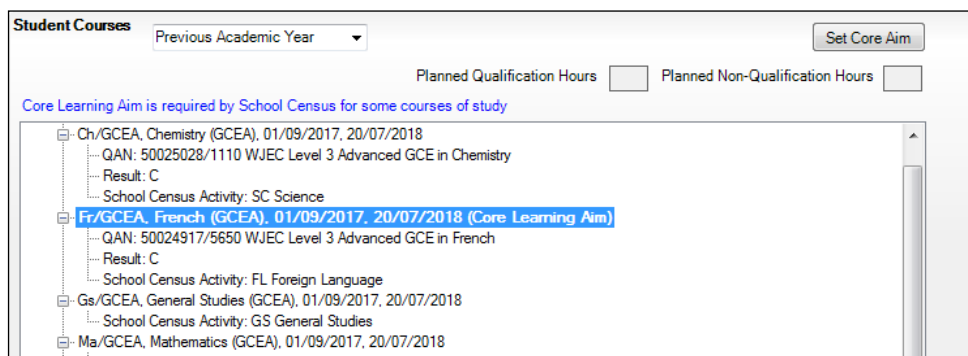 Student Courses
Previous Academic Year
Set Core Aim
Planned Qualification Hours
Planned Non-Qualification Hours
Core Learning Aim is required by School Census for some courses of study
Ch/GCEA, Chemistry (GCEA), 01/09/2017, 20/07/2018
QAN: 50025028/1110 WJEC Level 3 Advanced GCE in Chemistry
Result: C
School Census Activity: SC Science
Fr/GCEA, French (GCEA), 01/09/2017, 20/07/2018 (Core Learning Aim)
QAN: 50024917/5650 WJEC Level 3 Advanced GCE in French
Result: C
School Census Activity: FL Foreign Language
Gs/GCEA, General Studies (GCEA), 01/09/2017, 20/07/2018
School Census Activity: GS General Studies
Ma/GCEA, Mathematics (GCEA), 01/09/2017, 20/07/2018